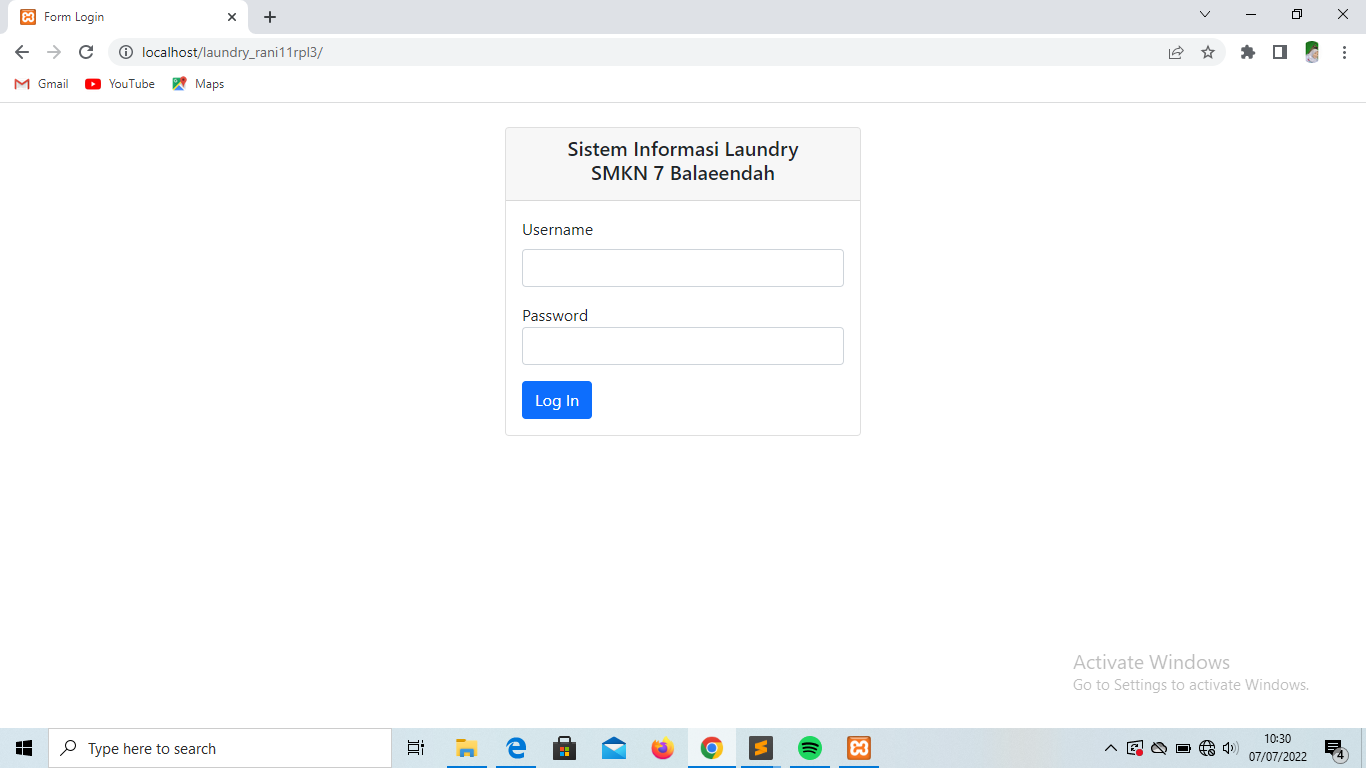 Form Login
localhost/laundry_rani11rpl3/
Gmail YouTube Maps
Sistem Informasi Laundry
SMKN 7 Balaeendah
Username
Password
Log In
Activate Windows
Go to Settings to activate Windows.
Type here to search
10:30
07/07/2022
4